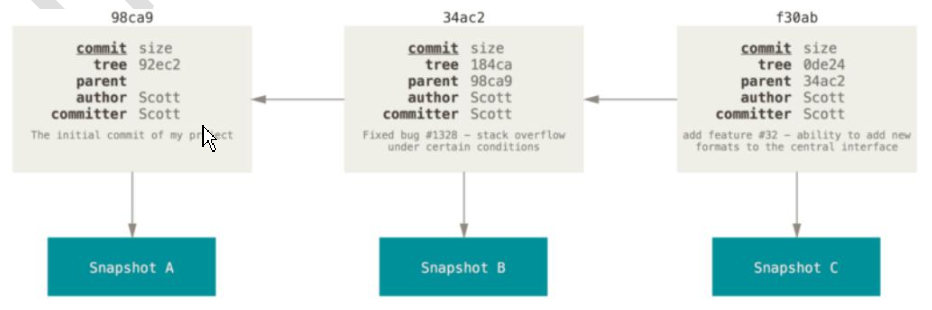 98ca9
commit size
tree 92ec2
parent
author Scott
committer Scott
The initial commit of my project
34ac2
commit size
tree 184ca
parent 98ca9
author Scott
committer Scott
Fixed bug #1328 – stack overflow
under certain conditions
f30ab
commit size
tree 0de24
parent 34ac2
author Scott
committer Scott
add feature #32 – ability to add new
formats to the central interface
Snapshot A
Snapshot B
Snapshot C